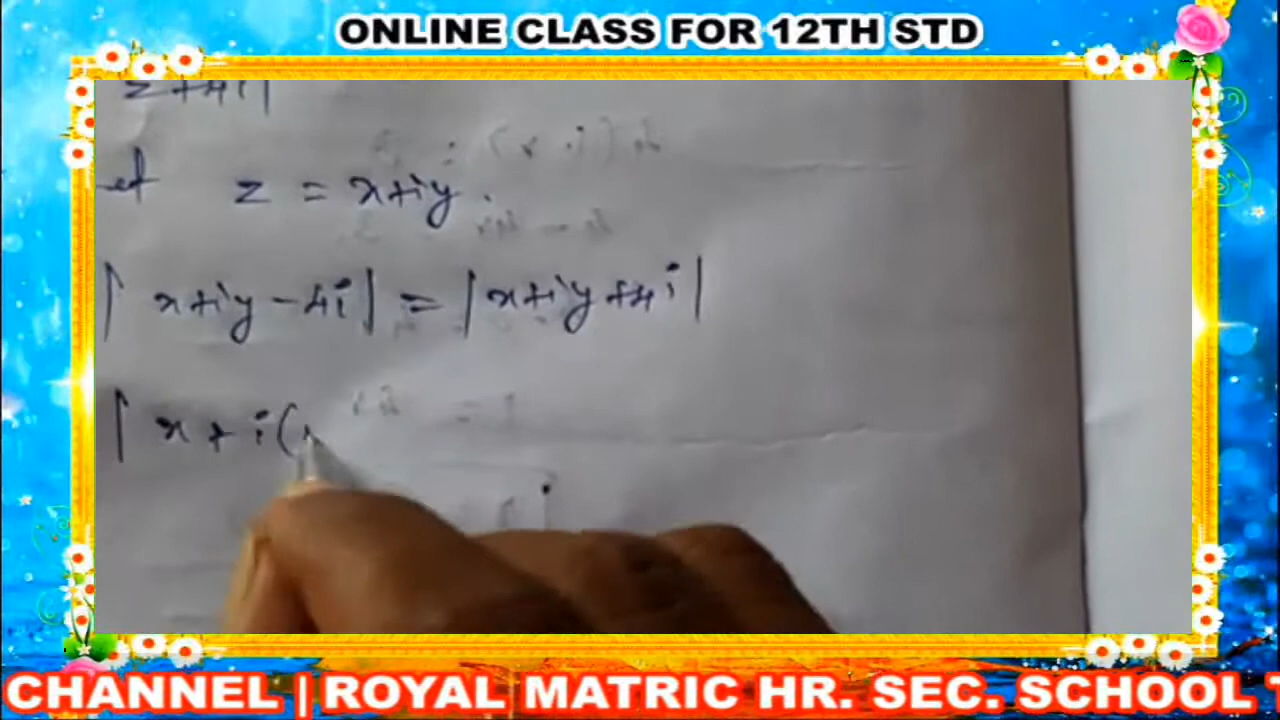 ONLINE CLASS FOR 12TH STD
z+4i|
et z = x+iy.
| x+iy-4i| = |x+iy+4i|
| x+i(
CHANNEL | ROYAL MATRIC HR. SEC. SCHOOL T